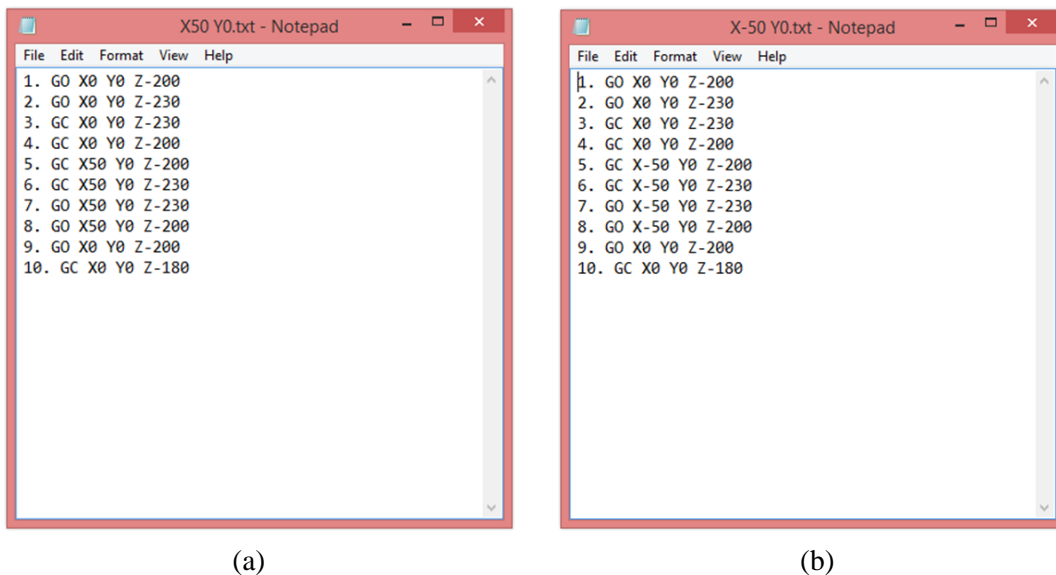 X50 Y0.txt - Notepad
File Edit Format View Help
1. GO X0 Y0 Z-200
2. GO X0 Y0 Z-230
3. GC X0 Y0 Z-230
4. GC X0 Y0 Z-200
5. GC X50 Y0 Z-200
6. GC X50 Y0 Z-230
7. GO X50 Y0 Z-230
8. GO X50 Y0 Z-200
9. GO X0 Y0 Z-200
10. GC X0 Y0 Z-180
(a)
X-50 Y0.txt - Notepad
File Edit Format View Help
1. GO X0 Y0 Z-200
2. GO X0 Y0 Z-230
3. GC X0 Y0 Z-230
4. GC X0 Y0 Z-200
5. GC X-50 Y0 Z-200
6. GC X-50 Y0 Z-230
7. GO X-50 Y0 Z-230
8. GO X-50 Y0 Z-200
9. GO X0 Y0 Z-200
10. GC X0 Y0 Z-180
(b)